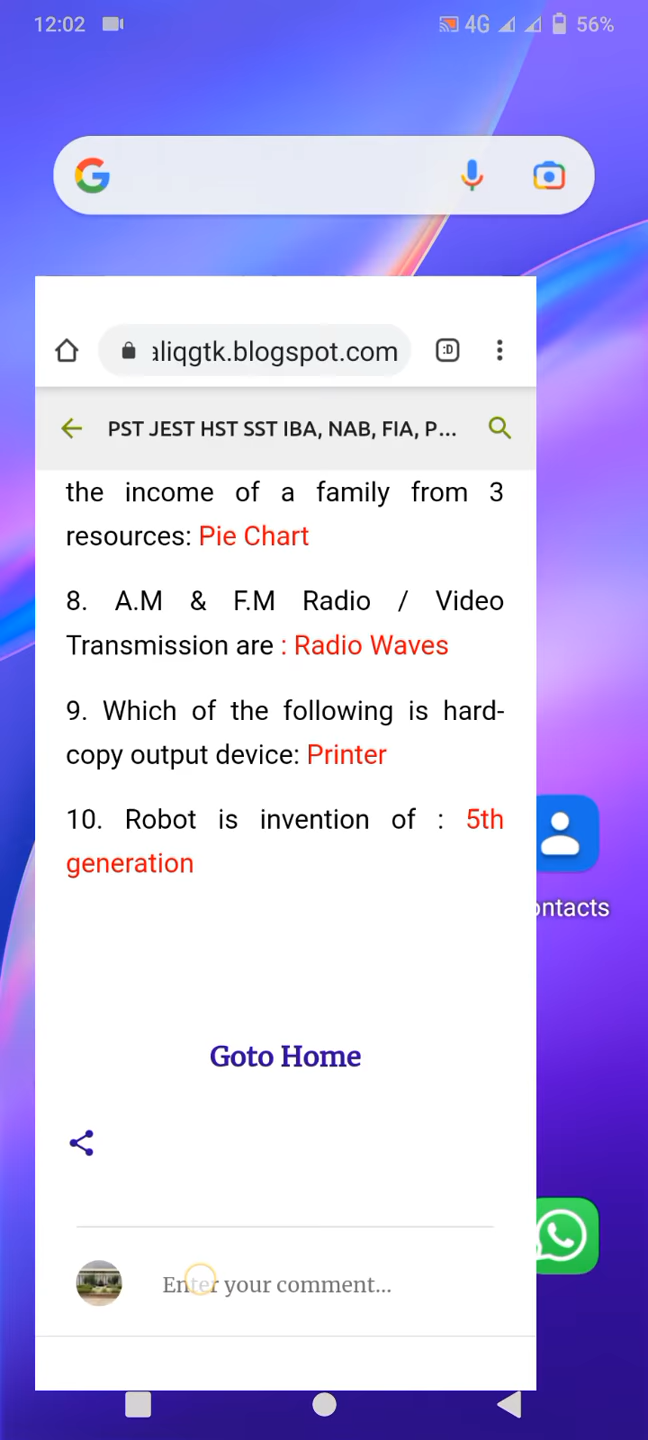 12:02
4G
56%
aliqgtk.blogspot.com
:D
PST JEST HST SST IBA, NAB, FIA, P...
the income of a family from 3
resources: Pie Chart
8. A.M & F.M Radio / Video
Transmission are : Radio Waves
9. Which of the following is hard-
copy output device: Printer
10. Robot is invention of : 5th
generation
ontacts
Goto Home
Enter your comment...